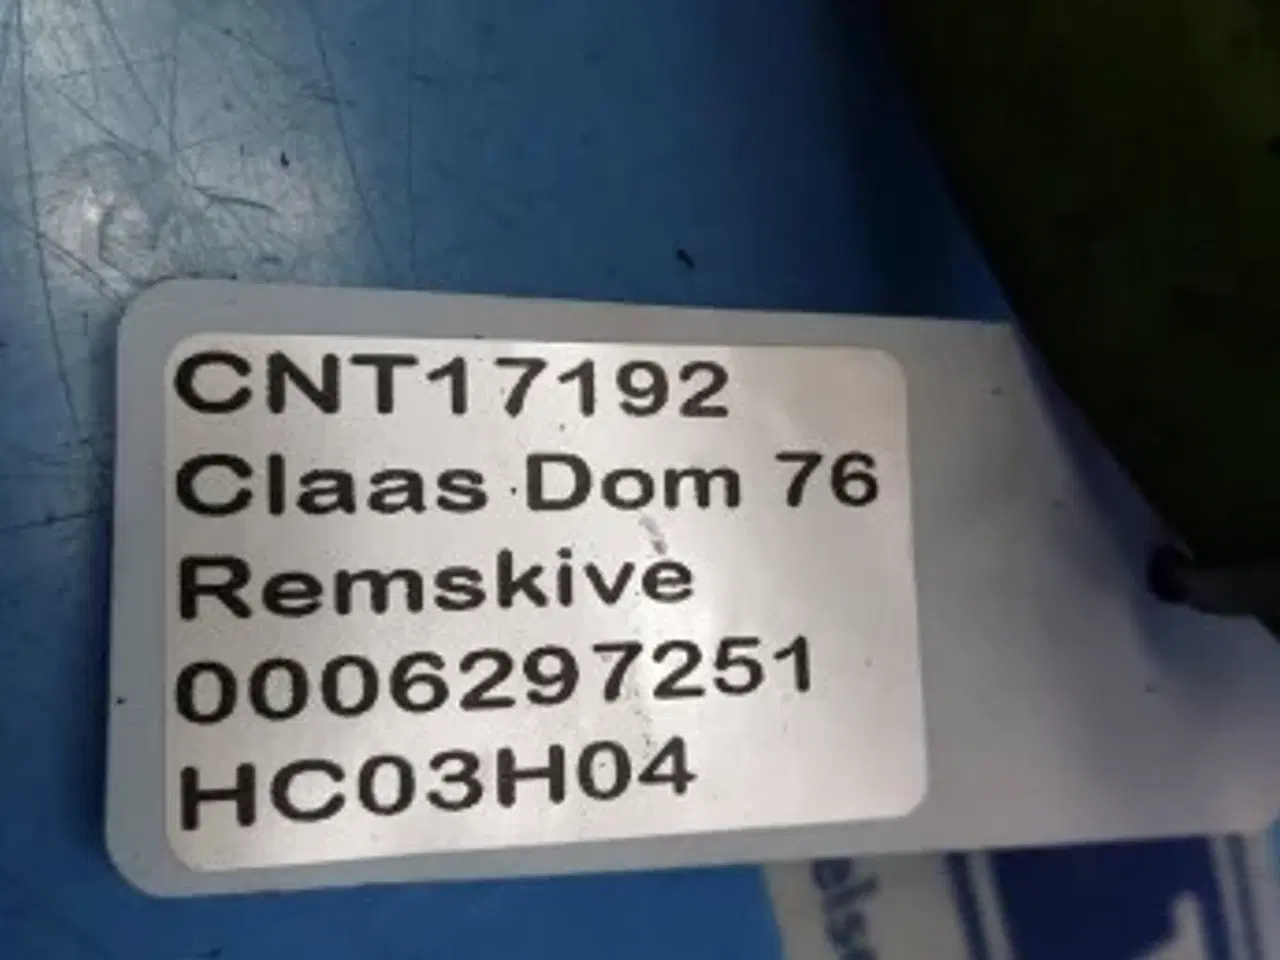 CNT17192
Claas Dom 76
Remskive
0006297251
HC03H04